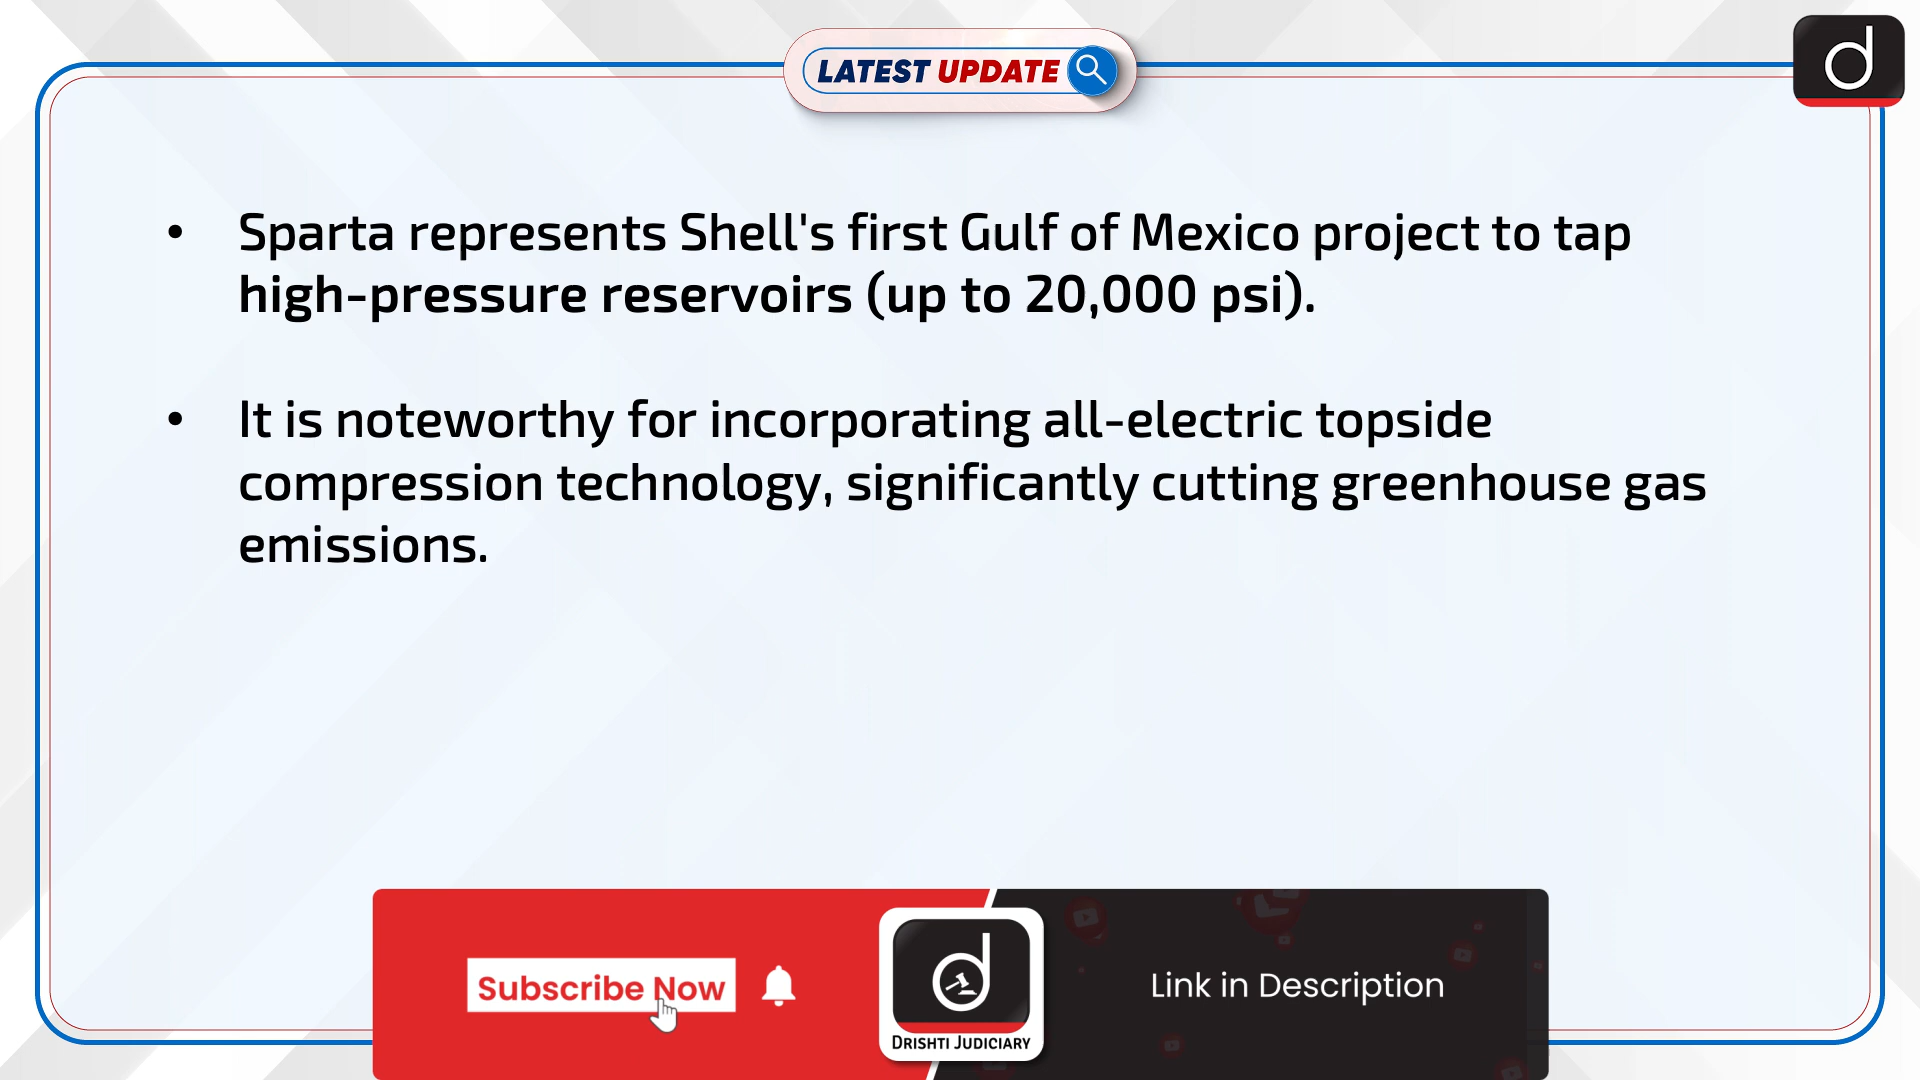 LATEST UPDATE
d
• Sparta represents Shell's first Gulf of Mexico project to tap
high-pressure reservoirs (up to 20,000 psi).
• It is noteworthy for incorporating all-electric topside
compression technology, significantly cutting greenhouse gas
emissions.
Subscribe Now
d
DRISHTI JUDICIARY
Link in Description